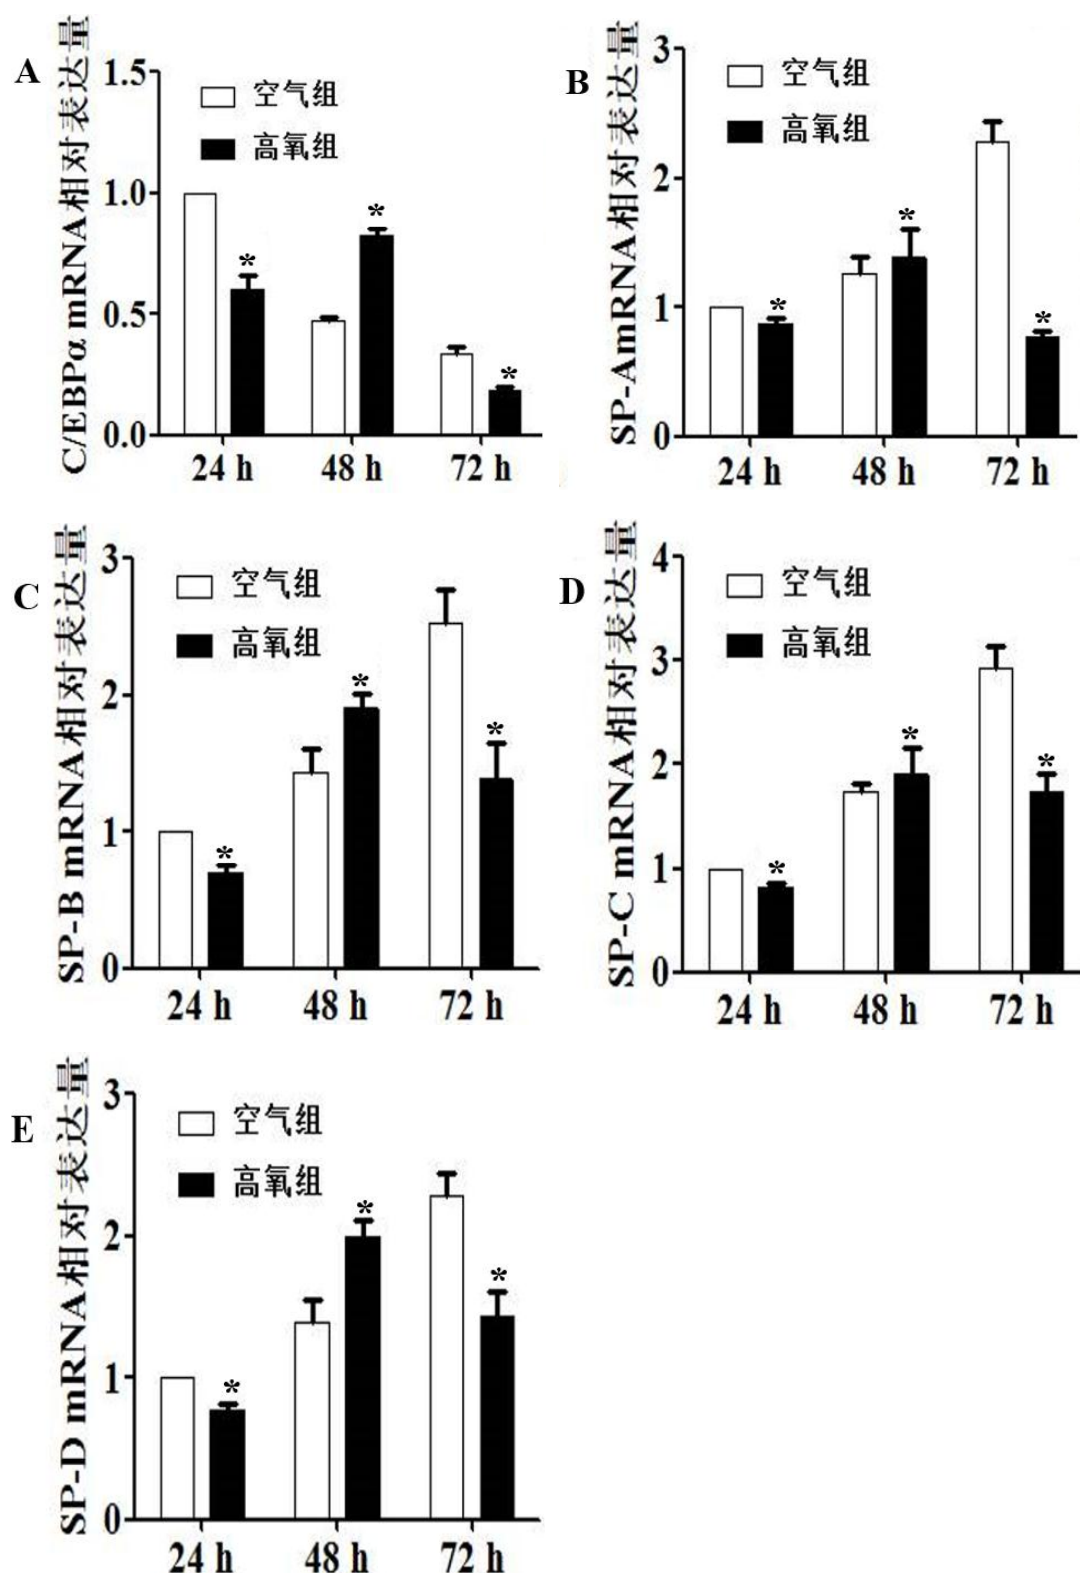 A
C/EBPα mRNA相对表达量
1.5
1.0
0.5
0.0
空气组
高氧组
*
*
*
24 h
48 h
72 h
B
SP-AmRNA相对表达量
3
2
1
0
空气组
高氧组
*
*
*
24 h
48 h
72 h
C
SP-B mRNA相对表达量
3
2
1
0
空气组
高氧组
*
*
*
24 h
48 h
72 h
D
SP-C mRNA相对表达量
4
3
2
1
0
空气组
高氧组
*
*
*
24 h
48 h
72 h
E
SP-D mRNA相对表达量
3
2
1
0
空气组
高氧组
*
*
*
24 h
48 h
72 h